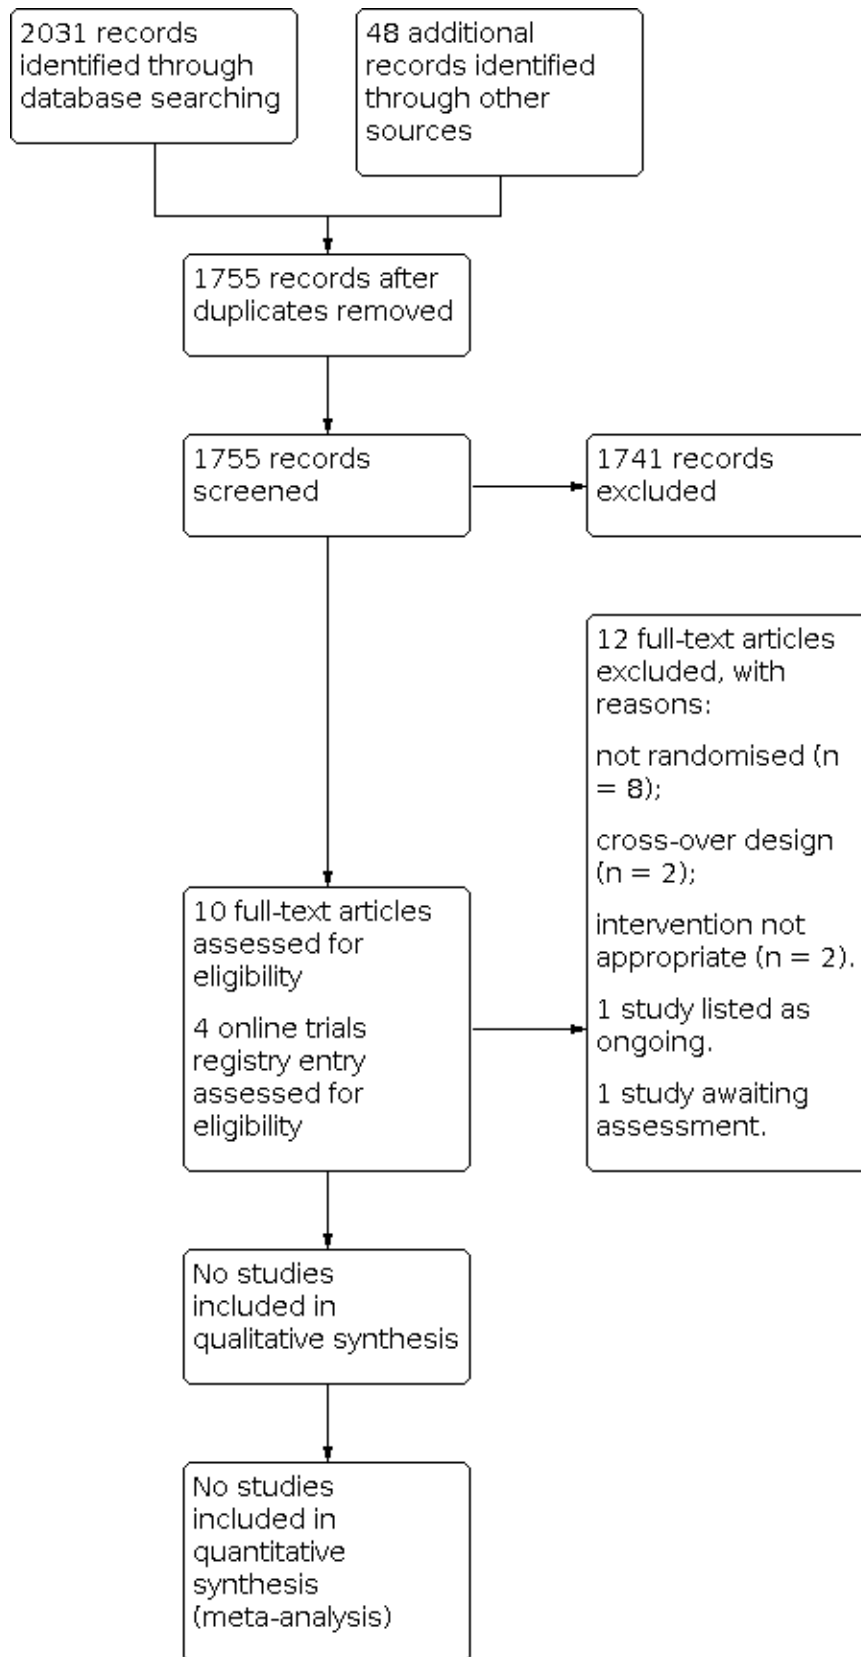 2031 records
identified through
database searching
48 additional
records identified
through other
sources
1755 records after
duplicates removed
1755 records
screened
1741 records
excluded
12 full-text articles
excluded, with
reasons:
not randomised (n
= 8);
cross-over design
(n = 2);
intervention not
appropriate (n = 2).
1 study listed as
ongoing.
1 study awaiting
assessment.
10 full-text articles
assessed for
eligibility
4 online trials
registry entry
assessed for
eligibility
No studies
included in
qualitative synthesis
No studies
included in
quantitative
synthesis
(meta-analysis)